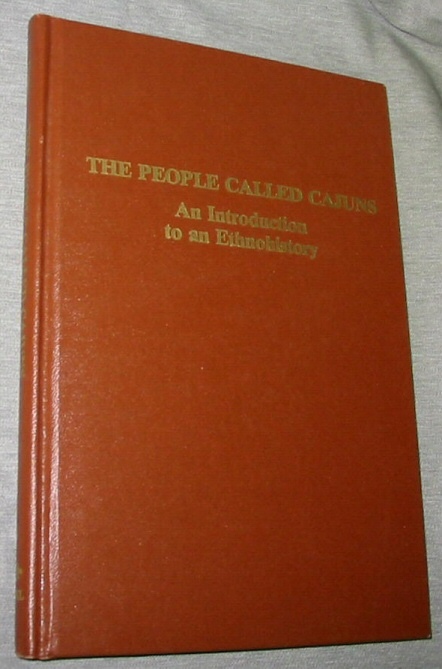 THE PEOPLE CALLED CAJUNS
An Introduction
to an Ethnohistory